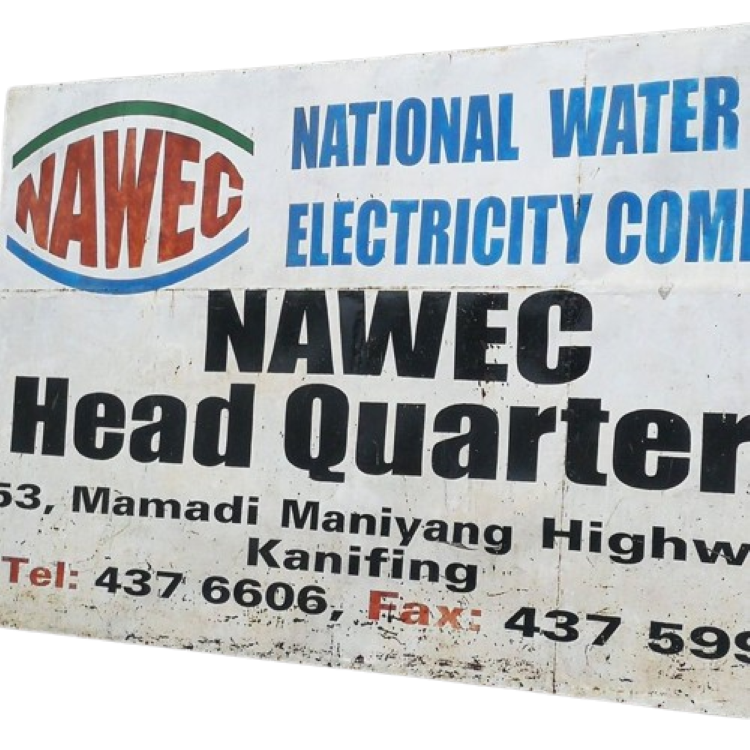 NAWEC
NATIONAL WATER
ELECTRICITY COM
NAWEC
Head Quarter
53, Mamadi Maniyang Highw
Kanifing
Tel: 437 6606, Fax: 437 599